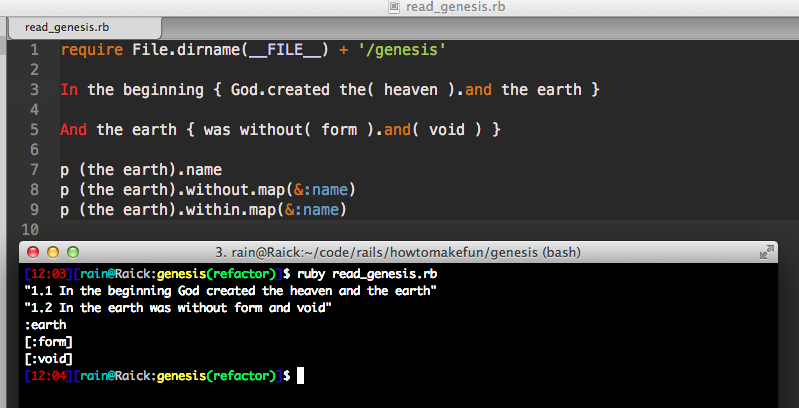 read_genesis.rb
read_genesis.rb
1 require File.dirname(__FILE__) + '/genesis'
2
3 In the beginning { God.created the( heaven ).and the earth }
4
5 And the earth { was without( form ).and( void ) }
6
7 p (the earth).name
8 p (the earth).without.map(&:name)
9 p (the earth).within.map(&:name)
10
3. rain@Raick:~/code/rails/howtomakefun/genesis (bash)
[12:03][rain@Raick:genesis(refactor)]$ ruby read_genesis.rb
"1.1 In the beginning God created the heaven and the earth"
"1.2 In the earth was without form and void"
:earth
[:form]
[:void]
[12:04][rain@Raick:genesis(refactor)]$